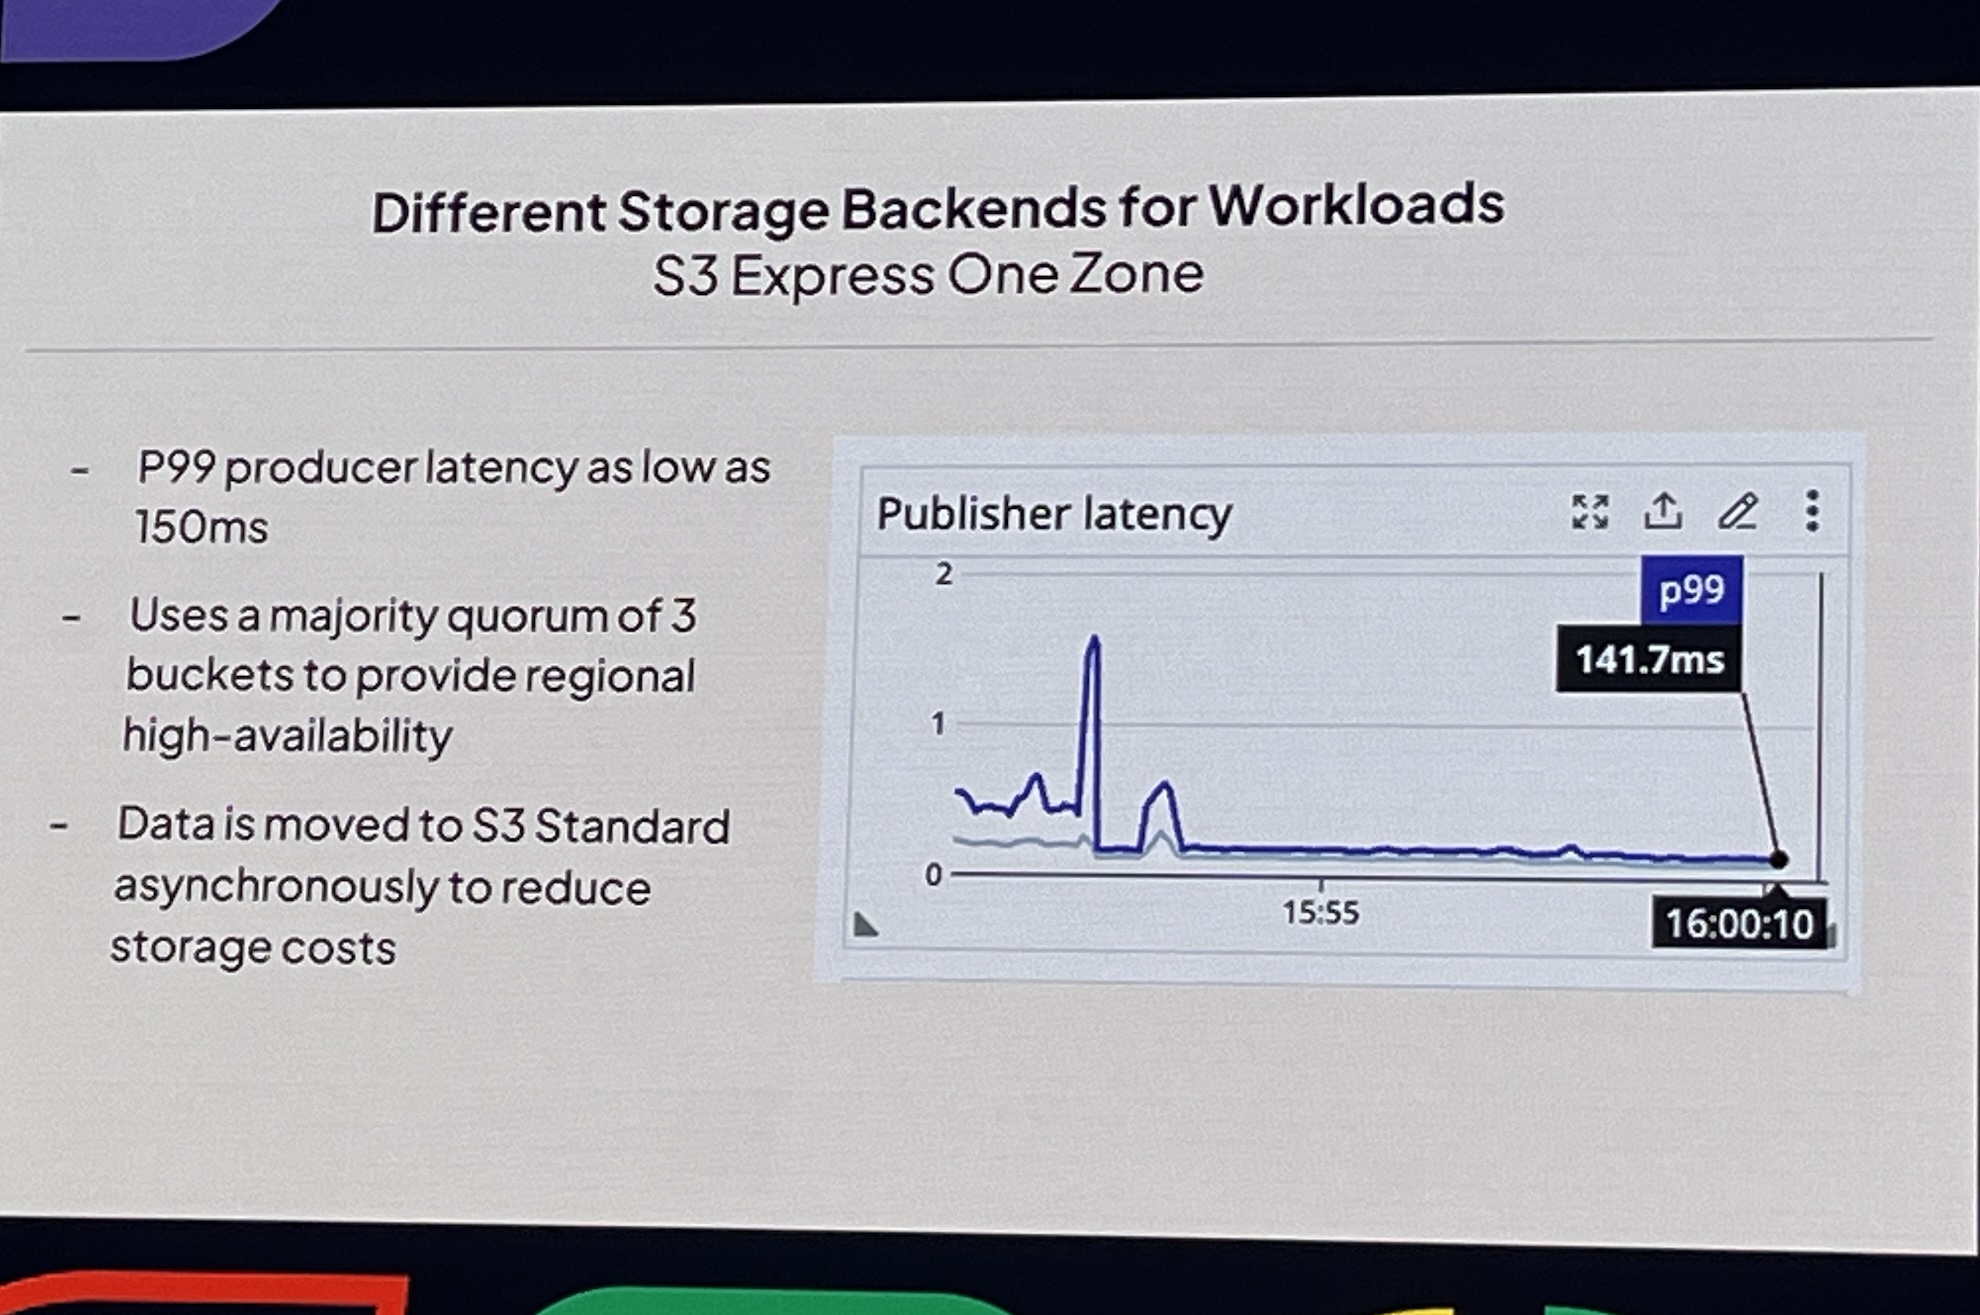 Different Storage Backends for Workloads
S3 Express One Zone
- P99 producer latency as low as
150ms
- Uses a majority quorum of 3
buckets to provide regional
high-availability
- Data is moved to S3 Standard
asynchronously to reduce
storage costs
Publisher latency
2
p99
141.7ms
1
0
15:55
16:00:10